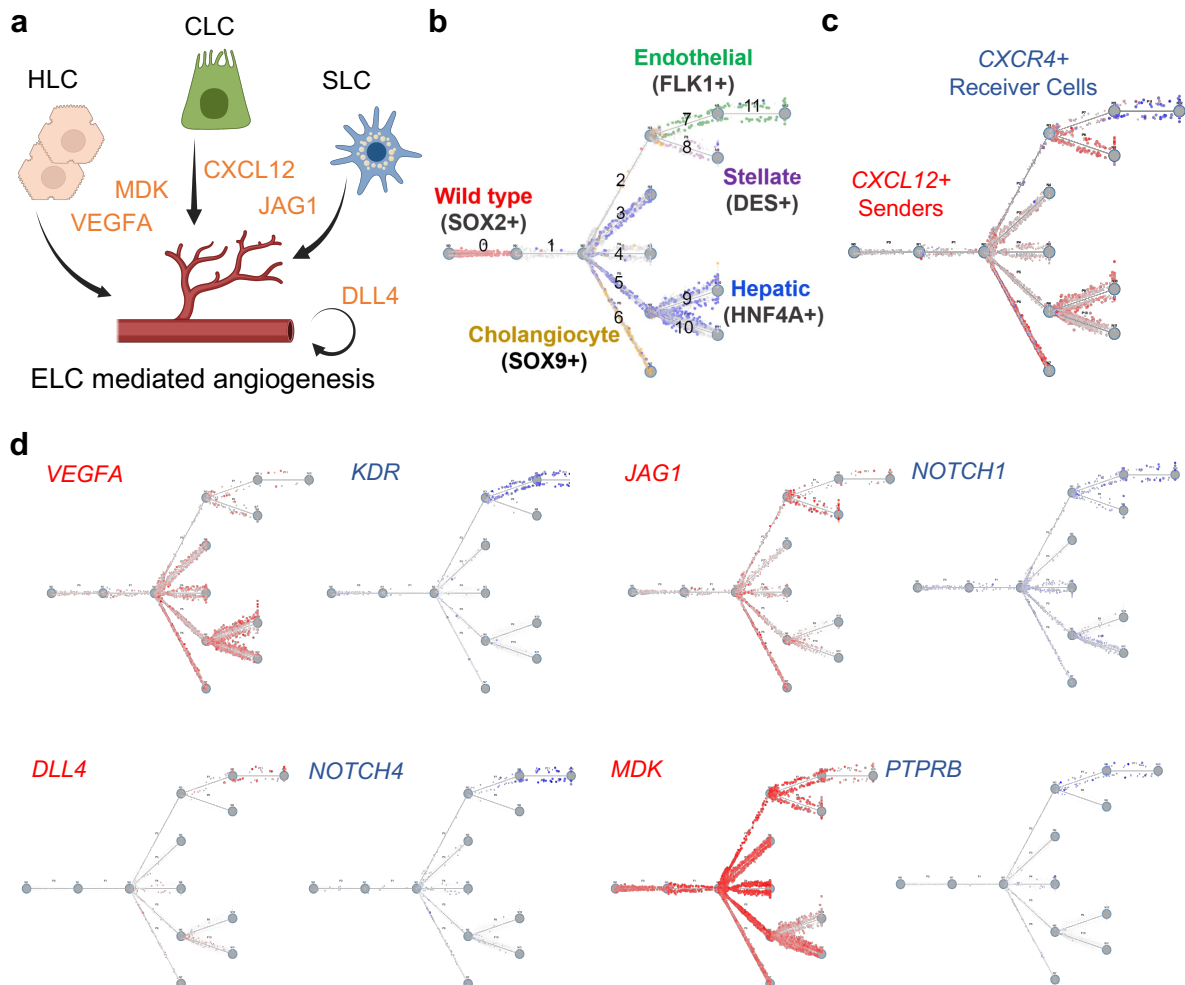 a
HLC
CLC
SLC
MDK
VEGFA
CXCL12
JAG1
DLL4
ELC mediated angiogenesis
b
Endothelial
(FLK1+)
11
7
8
2
Stellate
(DES+)
Wild type
(SOX2+)
0
1
3
4
5
6
9
10
Hepatic
(HNF4A+)
Cholangiocyte
(SOX9+)
c
CXCR4+
Receiver Cells
CXCL12+
Senders
d
VEGFA
KDR
JAG1
NOTCH1
DLL4
NOTCH4
MDK
PTPRB